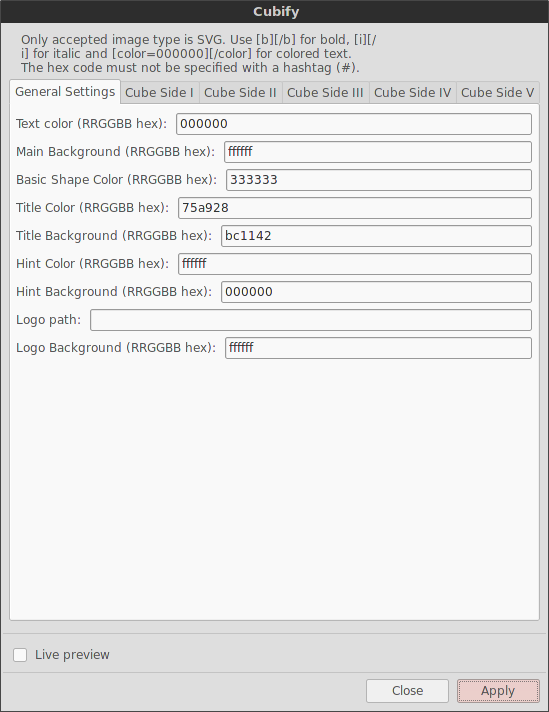 Cubify
Only accepted image type is SVG. Use [b][/b] for bold, [i][/
i] for italic and [color=000000][/color] for colored text.
The hex code must not be specified with a hashtag (#).
General Settings Cube Side I Cube Side II Cube Side III Cube Side IV Cube Side V
Text color (RRGGBB hex): 000000
Main Background (RRGGBB hex): ffffff
Basic Shape Color (RRGGBB hex): 333333
Title Color (RRGGBB hex): 75a928
Title Background (RRGGBB hex): bc1142
Hint Color (RRGGBB hex): ffffff
Hint Background (RRGGBB hex): 000000
Logo path:
Logo Background (RRGGBB hex): ffffff
Live preview
Close Apply